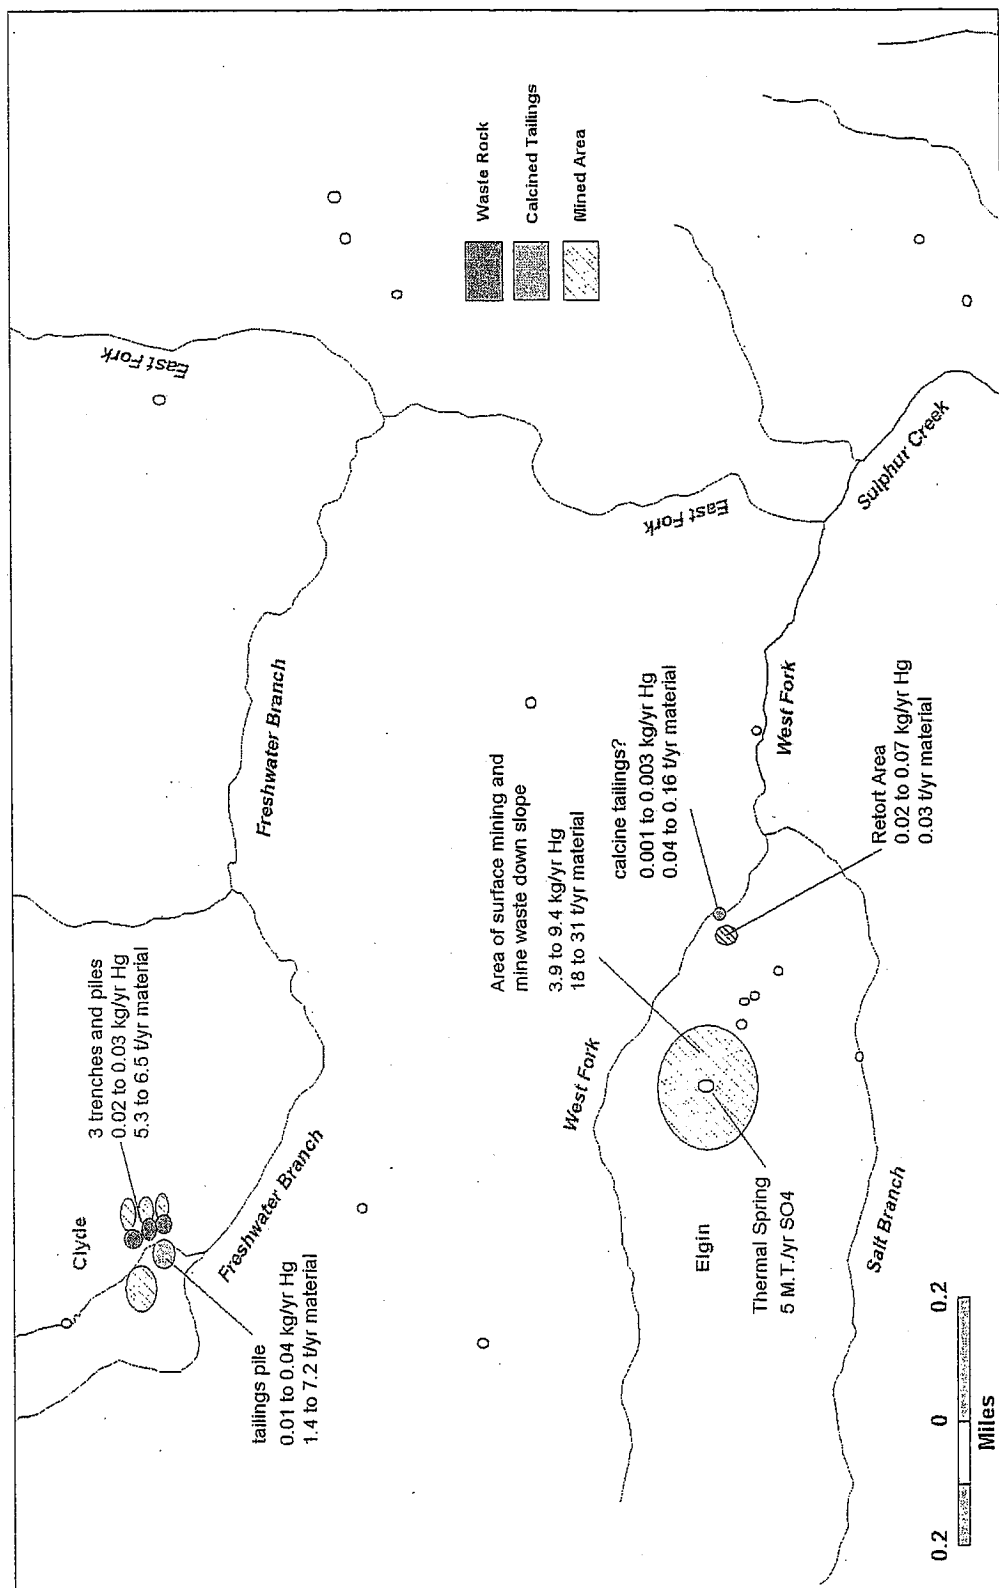 Clyde
3 trenches and piles
0.02 to 0.03 kg/yr Hg
5.3 to 6.5 t/yr material
tailings pile
0.01 to 0.04 kg/yr Hg
1.4 to 7.2 t/yr material
Freshwater Branch
Freshwater Branch
East Fork
East Fork
Waste Rock
Calcined Tailings
Mined Area
Area of surface mining and
mine waste down slope
3.9 to 9.4 kg/yr Hg
18 to 31 t/yr material
calcine tailings?
0.001 to 0.003 kg/yr Hg
0.04 to 0.16 t/yr material
West Fork
West Fork
Sulphur Creek
Elgin
Thermal Spring
5 M.T./yr SO4
Retort Area
0.02 to 0.07 kg/yr Hg
0.03 t/yr material
Salt Branch
0.2 0 0.2
Miles